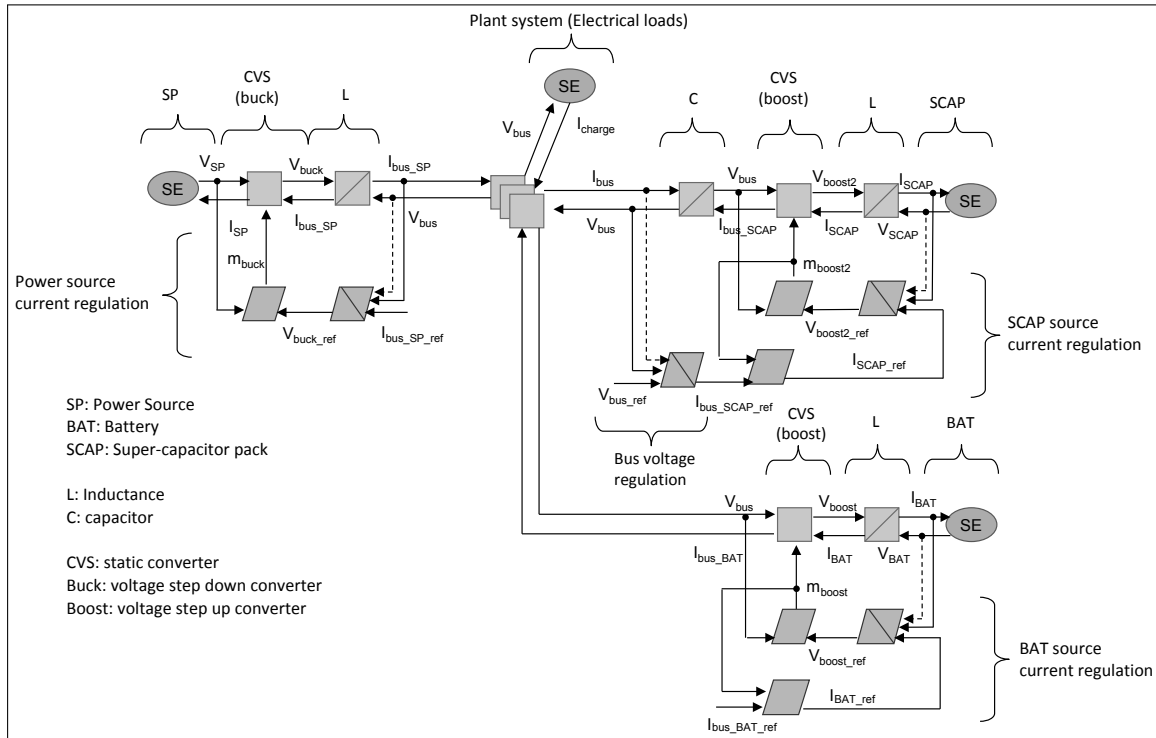 Plant system (Electrical loads)
SE
V_bus
I_charge
SP
CVS
(buck)
L
V_SP
V_buck
I_bus_SP
SE
I_SP
I_bus_SP
V_bus
m_buck
V_buck_ref
I_bus_SP_ref
Power source
current regulation
C
CVS
(boost)
L
SCAP
I_bus
V_bus
V_boost2
I_SCAP
SE
V_bus
I_bus_SCAP
I_SCAP
V_SCAP
m_boost2
V_boost2_ref
I_SCAP_ref
SCAP source
current regulation
V_bus_ref
I_bus_SCAP_ref
Bus voltage
regulation
SP: Power Source
BAT: Battery
SCAP: Super-capacitor pack
L: Inductance
C: capacitor
CVS: static converter
Buck: voltage step down converter
Boost: voltage step up converter
CVS
(boost)
L
BAT
V_bus
V_boost
I_BAT
SE
I_bus_BAT
I_BAT
V_BAT
m_boost
V_boost_ref
I_BAT_ref
I_bus_BAT_ref
BAT source
current regulation